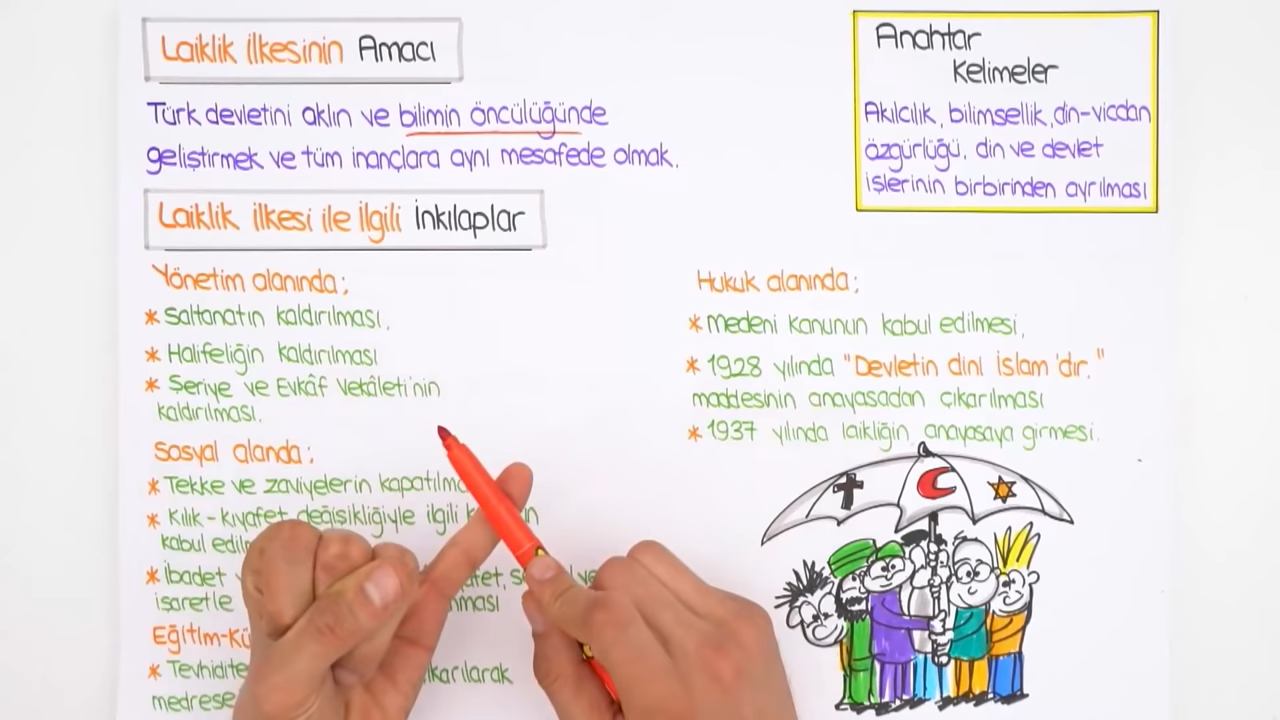 Laiklik ilkesinin Amacı
Türk devletini aklın ve bilimin öncülüğünde
geliştirmek ve tüm inançlara aynı mesafede olmak.
Anahtar
Kelimeler
Akılcılık, bilimsellik, din-vicdan
özgürlüğü, din ve devlet
işlerinin birbirinden ayrılması
Laiklik ilkesi ile ilgili İnkılaplar
Yönetim alanında;
* Saltanatın kaldırılması,
* Halifeliğin kaldırılması
* Şeriye ve Evkâf Vekâleti'nin
kaldırılması.
Sosyal alanda;
* Tekke ve zaviyelerin
* Kılık-kıyafet değişikliğiyle ilgili
kabul
* İbadet
işaretle
Eğitim
*
Hukuk alanında;
* Medeni Kanunun kabul edilmesi,
* 1928 yılında "Devletin dini İslam'dır."
maddesinin anayasadan çıkarılması
* 1937 yılında laikliğin anayasaya girmesi.